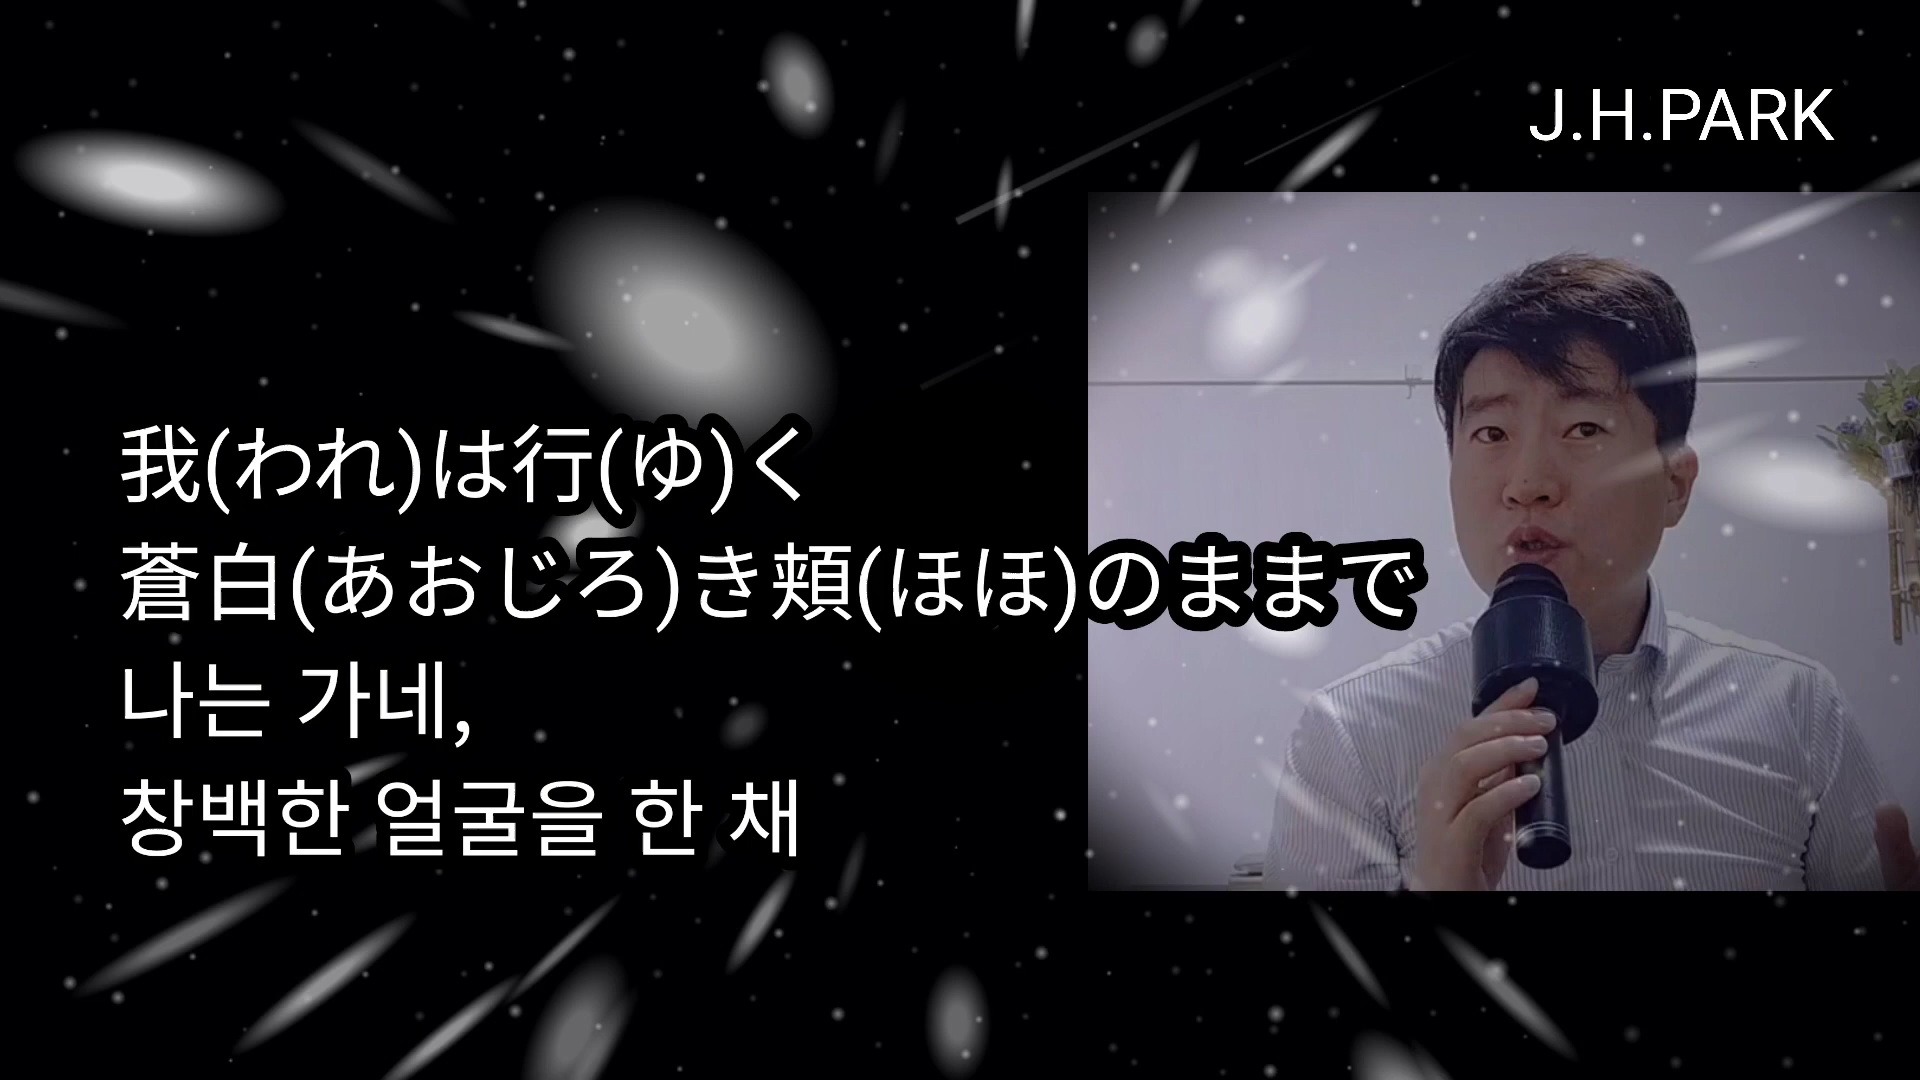 J.H.PARK
我(われ)は行(ゆ)く
蒼白(あおじろ)き頬(ほほ)のままで
나는 가네,
창백한 얼굴을 한 채